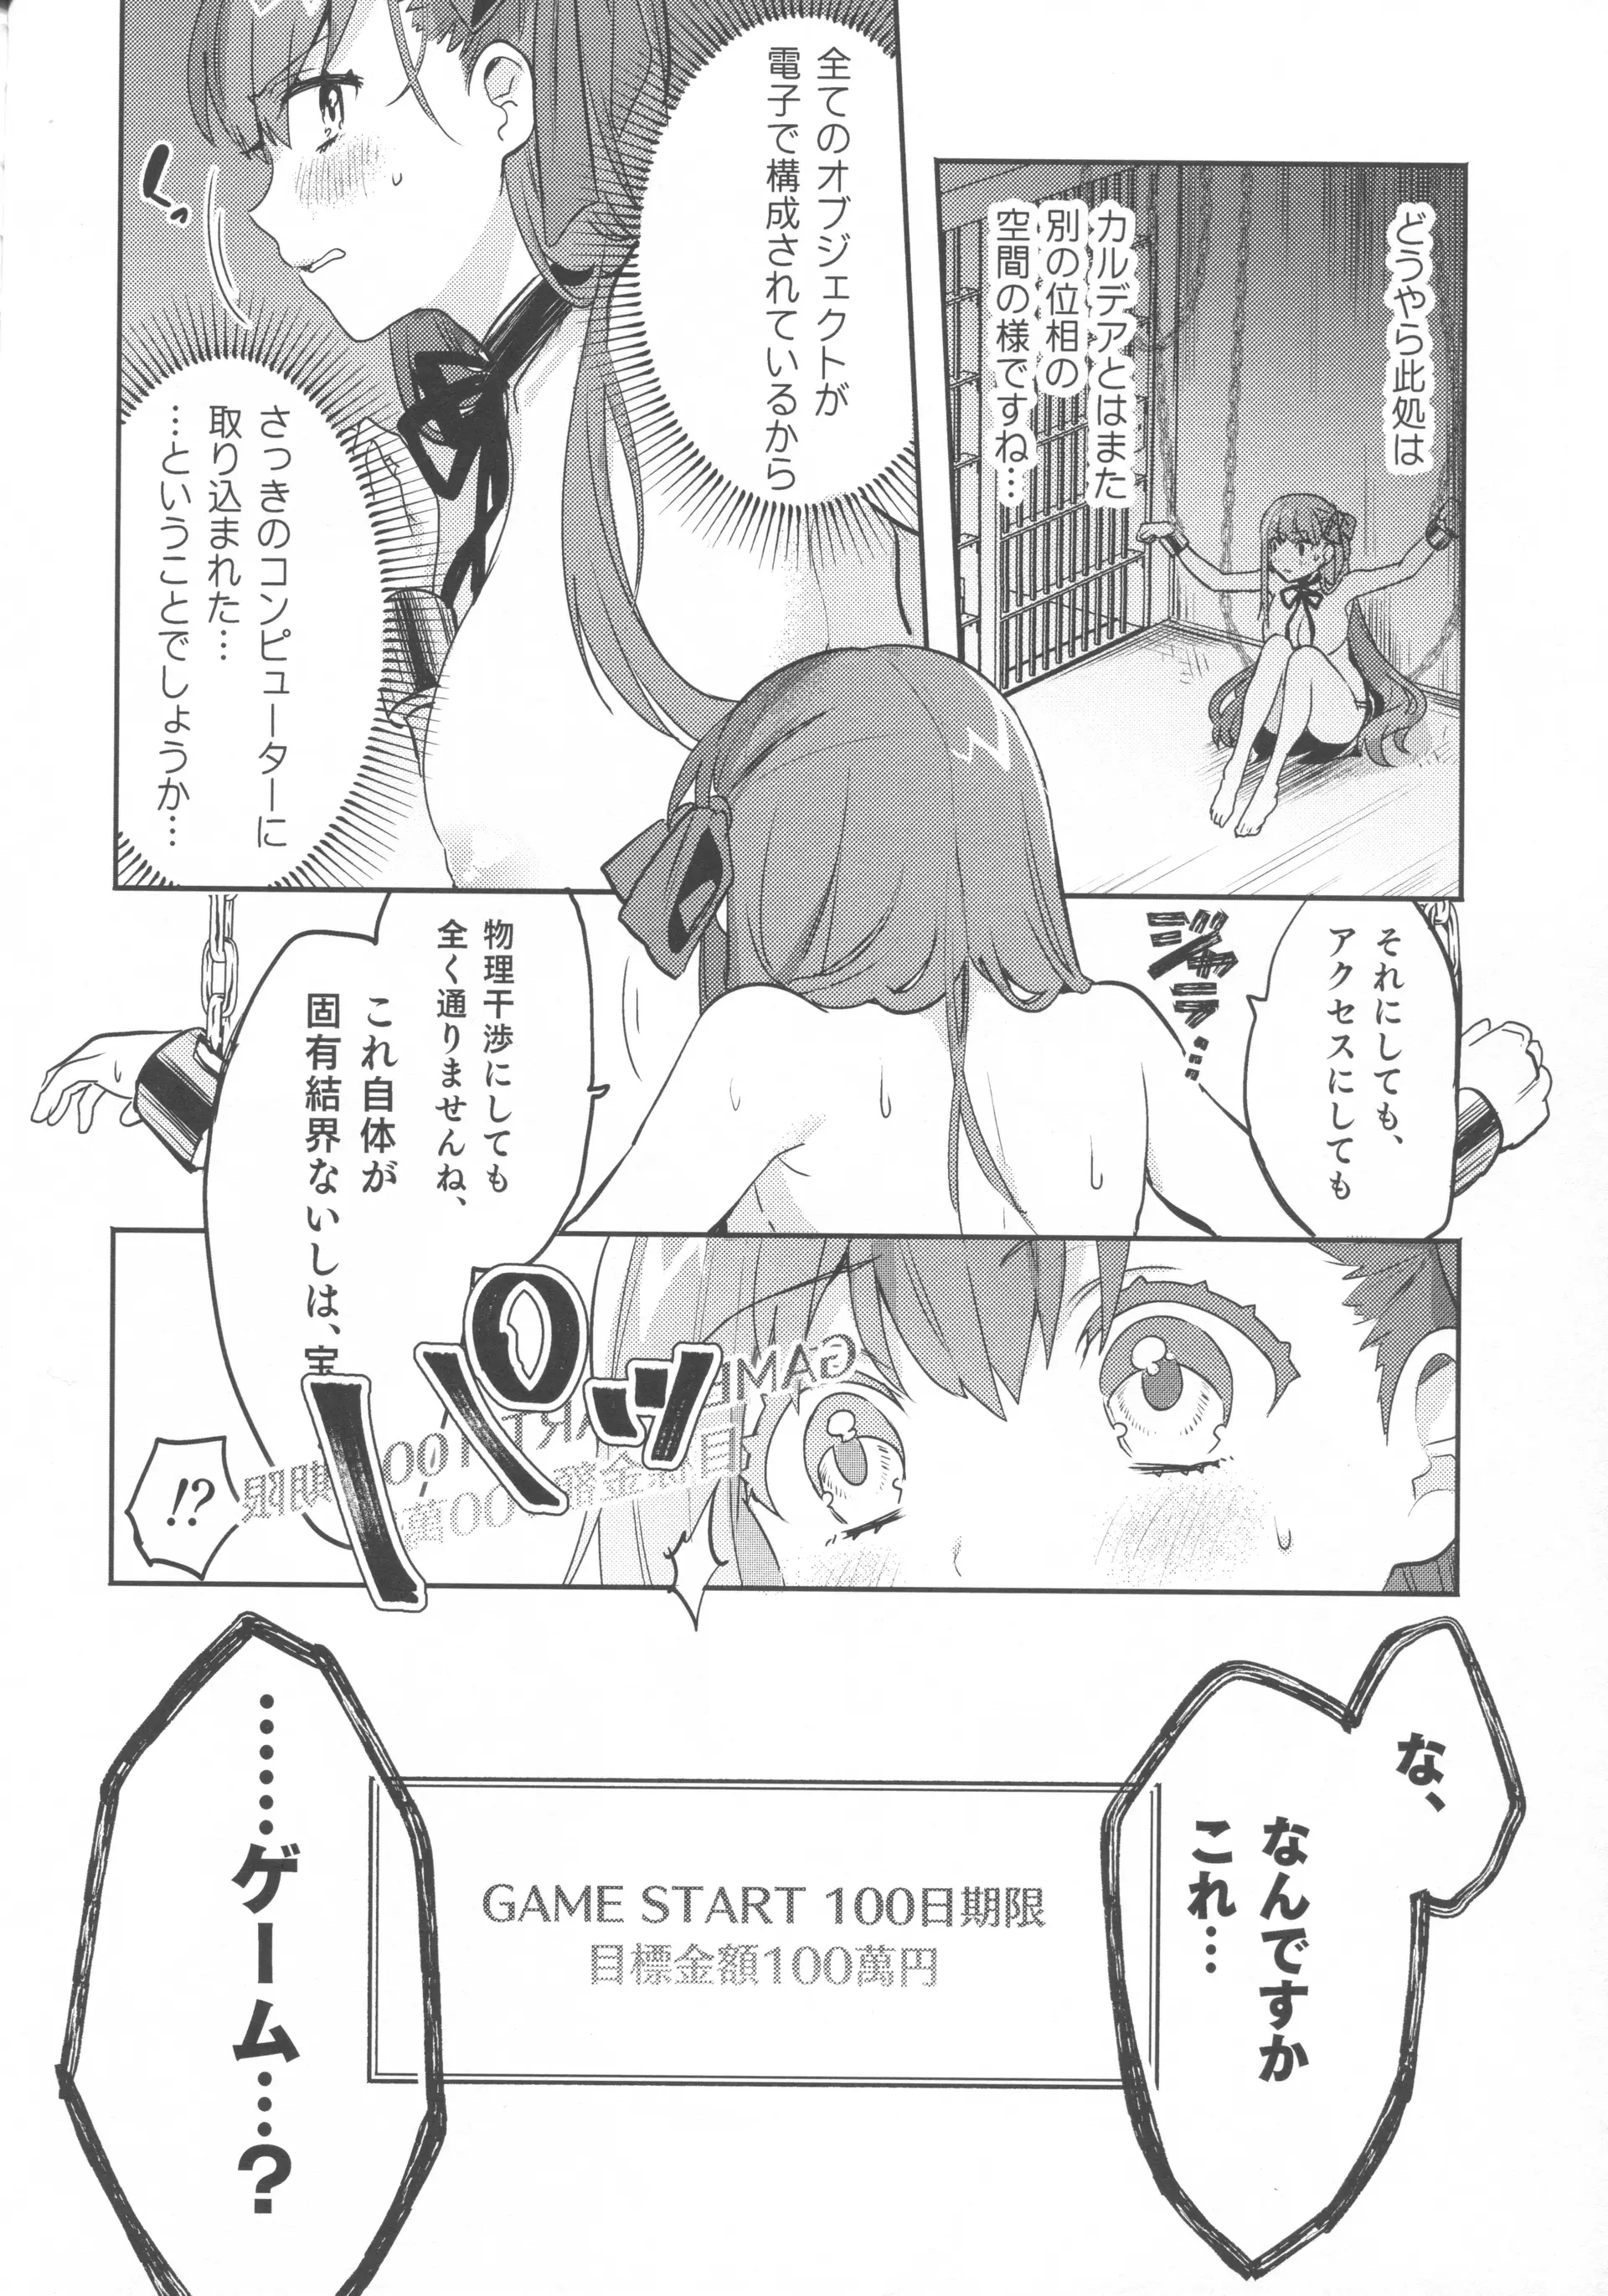 どうやら此処は
カルデアとはまた
別の位相の
空間の様ですね…
全てのオブジェクトが
電子で構成されているから
さっきのコンピューターに
取り込まれた…
…ということでしょうか…
それにしても、
アクセスにしても
ジャラ…
物理干渉にしても
全く通りませんね、
これ自体が
固有結界ないしは、宝
パッ
!?
な、
なんですか
これ…
GAME START 100日期限
目標金額100萬円
………ゲーム……?